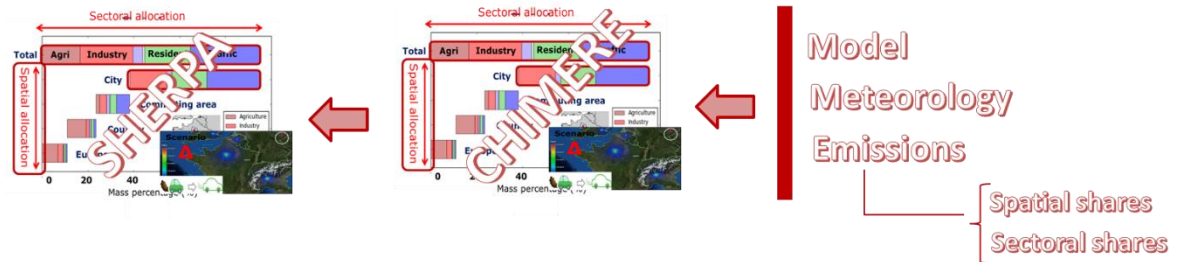 Sectoral allocation
Total
Agri
Industry
City
Spatial allocation
Agriculture
Industry
Scenario
0
20
40
Mass percentage (%)
SHERPA
Sectoral allocation
Total
Agri
Industry
City
Spatial allocation
Agriculture
Industry
Scenario
0
20
40
Mass percentage (%)
CHIMERE
Model
Meteorology
Emissions
Spatial shares
Sectoral shares